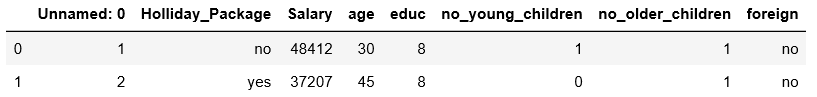 Unnamed: 0 Holliday_Package Salary age educ no_young_children no_older_children foreign
0 1 no 48412 30 8 1 1 no
1 2 yes 37207 45 8 0 1 no